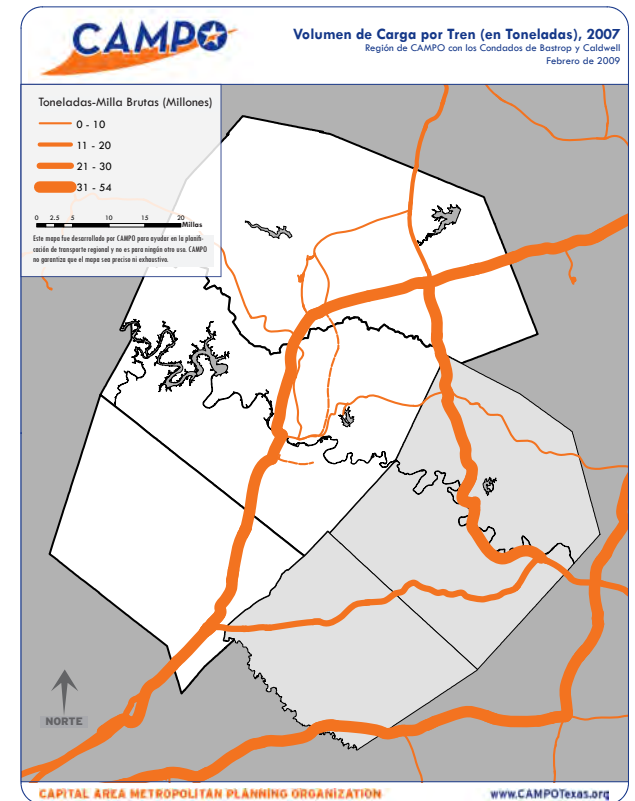 CAMPO
Volumen de Carga por Tren (en Toneladas), 2007
Región de CAMPO con los Condados de Bastrop y Caldwell
Febrero de 2009
Toneladas-Milla Brutas (Millones)
0 - 10
11 - 20
21 - 30
31 - 54
0 2.5 5 10 15 20
Millas
Este mapa fue desarrollado por CAMPO para ayudar en la planifi-
cación de transporte regional y no es para ningún otro uso. CAMPO
no garantiza que el mapa sea preciso ni exhaustivo.
NORTE
CAPITAL AREA METROPOLITAN PLANNING ORGANIZATION
www.CAMPOTexas.org